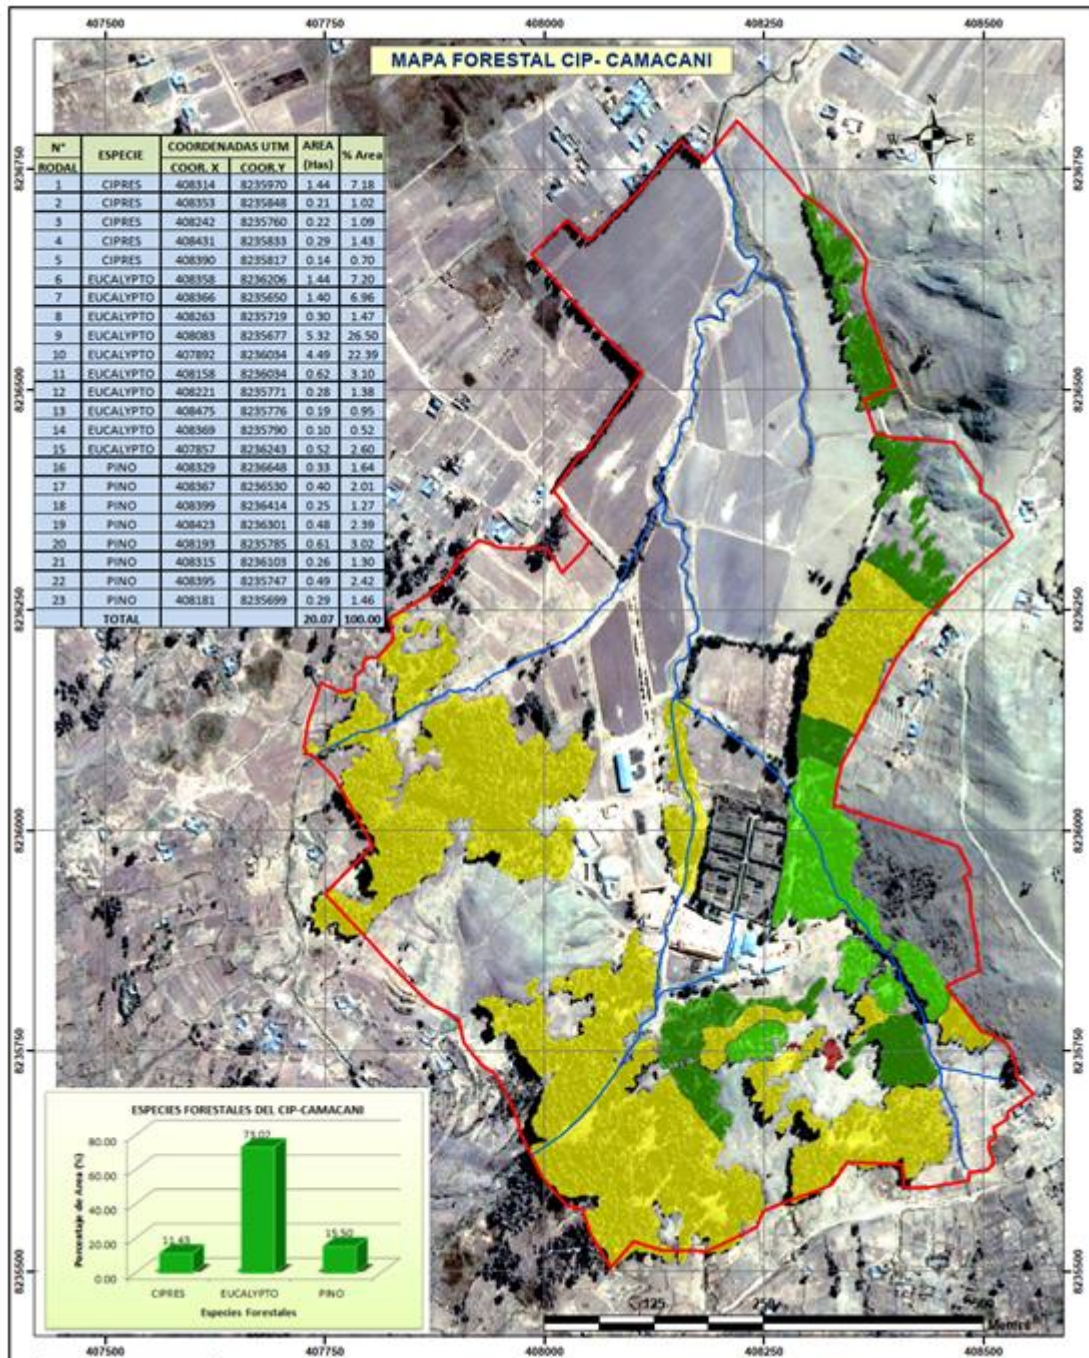 407500 407750 408000 408250 408500
MAPA FORESTAL CIP- CAMACANI
N
W E
S
N° RODAL ESPECIE COORDENADAS UTM AREA (Has) % Area
COOR. X COOR.Y
1 CIPRES 408314 8235970 1.44 7.18
2 CIPRES 408353 8235848 0.21 1.02
3 CIPRES 408242 8235760 0.22 1.09
4 CIPRES 408431 8235833 0.29 1.43
5 CIPRES 408390 8235817 0.14 0.70
6 EUCALYPTO 408358 8236206 1.44 7.20
7 EUCALYPTO 408366 8235650 1.40 6.96
8 EUCALYPTO 408263 8235719 0.30 1.47
9 EUCALYPTO 408083 8235677 5.32 26.50
10 EUCALYPTO 407892 8236034 4.49 22.39
11 EUCALYPTO 408158 8236034 0.62 3.10
12 EUCALYPTO 408221 8235771 0.28 1.38
13 EUCALYPTO 408475 8235776 0.19 0.95
14 EUCALYPTO 408369 8235790 0.10 0.52
15 EUCALYPTO 407857 8236243 0.52 2.60
16 PINO 408329 8236648 0.33 1.64
17 PINO 408367 8236530 0.40 2.01
18 PINO 408399 8236414 0.25 1.27
19 PINO 408423 8236301 0.48 2.39
20 PINO 408193 8235785 0.61 3.02
21 PINO 408315 8236103 0.26 1.30
22 PINO 408395 8235747 0.49 2.42
23 PINO 408181 8235699 0.29 1.46
TOTAL 20.07 100.00
8236750 8236750
8236500 8236500
8236250 8236250
8236000 8236000
8235750 8235750
8235500 8235500
ESPECIES FORESTALES DEL CIP-CAMACANI
Porcentaje de Area (%)
80.00
60.00
40.00
20.00
0.00
11.43 73.07 15.50
CIPRES EUCALYPTO PINO
Especies Forestales
125 250
Metros
407500 407750 408000 408250 408500